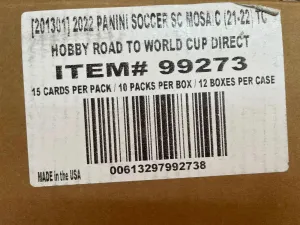 [201301] 2022 PANINI SOCCER SC MOSAIC (21-22) TC
HOBBY ROAD TO WORLD CUP DIRECT
ITEM# 99273
15 CARDS PER PACK / 10 PACKS PER BOX / 12 BOXES PER CASE
MADE in the USA
00613297992738